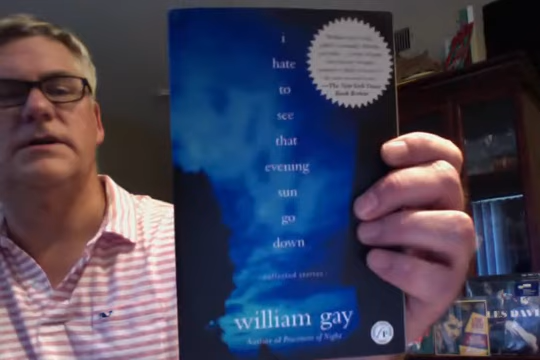 i
hate
to
see
that
evening
sun
go
down
collected stories
william gay
Author of Provinces of Night
—The New York Times
Book Review
LES DAVI